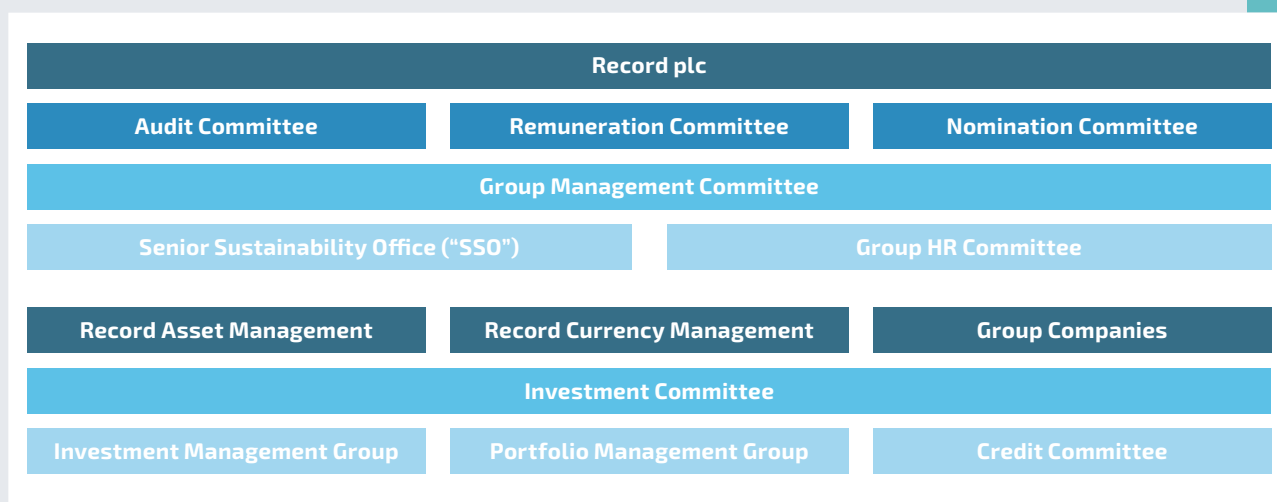 Record plc
Audit Committee
Remuneration Committee
Nomination Committee
Group Management Committee
Senior Sustainability Office (“SSO”)
Group HR Committee
Record Asset Management
Record Currency Management
Group Companies
Investment Committee
Investment Management Group
Portfolio Management Group
Credit Committee